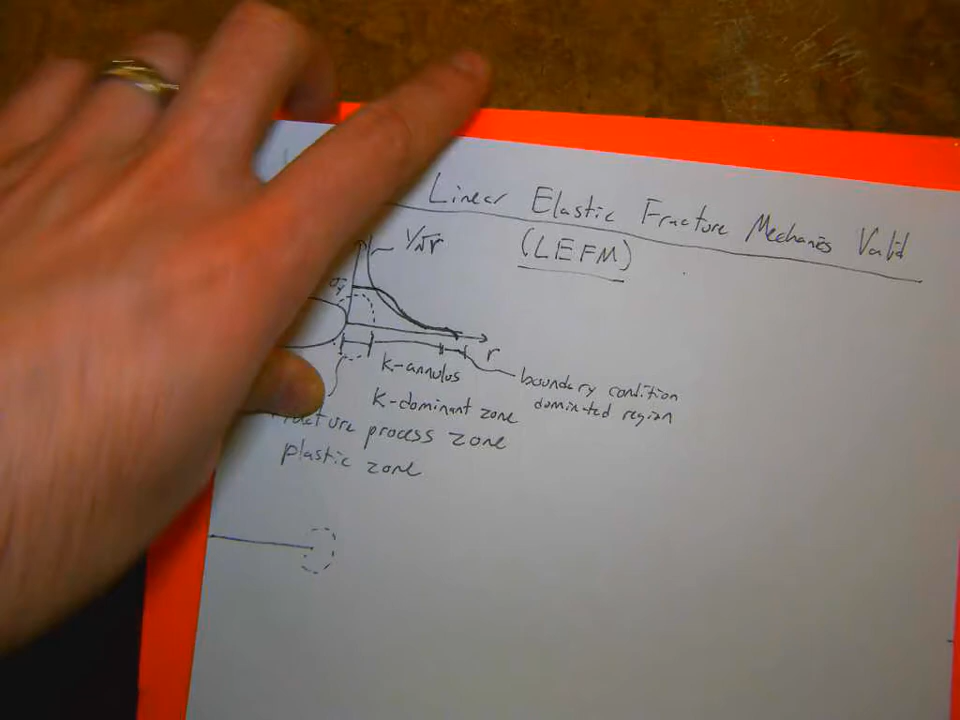 Linear Elastic Fracture Mechanics Valid
(LEFM)
1/√r
r
K-annulus
boundary condition
K-dominant zone
dominated region
process zone
plastic zone